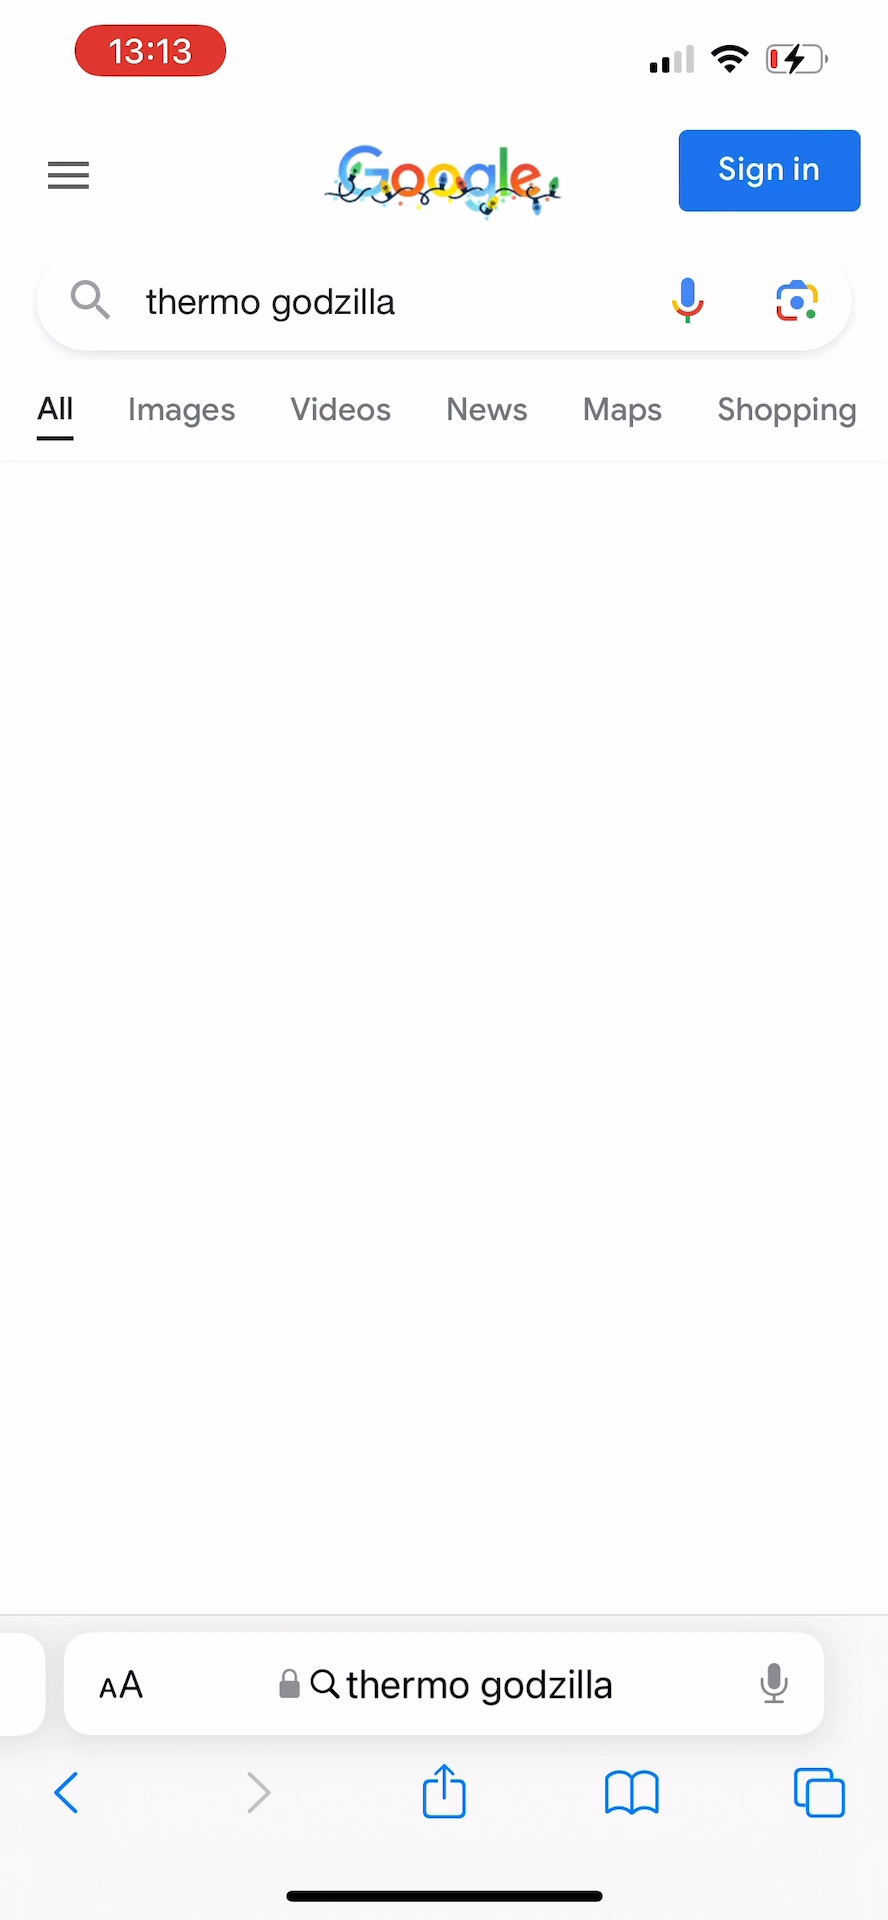 13:13
Google
Sign in
thermo godzilla
All Images Videos News Maps Shopping
AA thermo godzilla